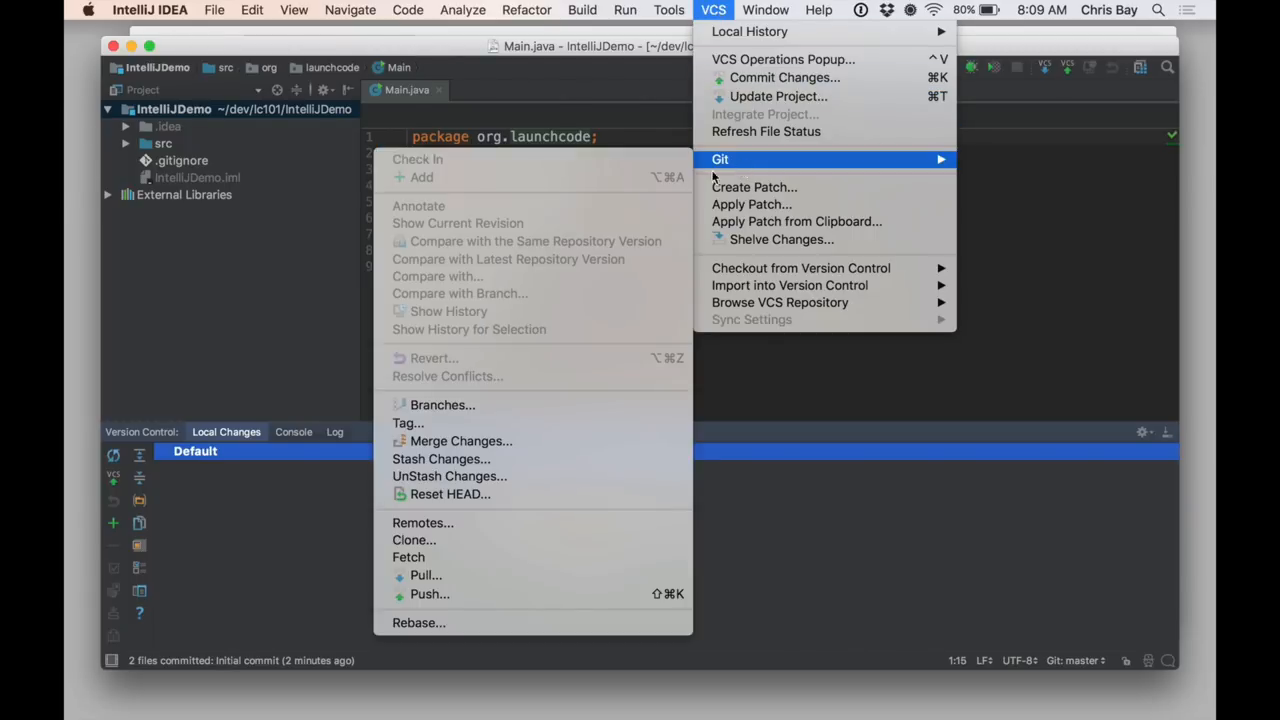 IntelliJ IDEA File Edit View Navigate Code Analyze Refactor Build Run Tools VCS Window Help 80% 8:09 AM Chris Bay
Main.java - IntelliJDemo - [~/dev/lc
IntelliJDemo src org launchcode Main
Project
Main.java
IntelliJDemo ~/dev/lc101/IntelliJDemo
.idea
src
.gitignore
IntelliJDemo.iml
External Libraries
1 package org.launchcode;
Local History
VCS Operations Popup... ^V
Commit Changes... ⌘K
Update Project... ⌘T
Integrate Project...
Refresh File Status
Git
Create Patch...
Apply Patch...
Apply Patch from Clipboard...
Shelve Changes...
Checkout from Version Control
Import into Version Control
Browse VCS Repository
Sync Settings
Check In
Add ⌥⌘A
Annotate
Show Current Revision
Compare with the Same Repository Version
Compare with Latest Repository Version
Compare with...
Compare with Branch...
Show History
Show History for Selection
Revert... ⌥⌘Z
Resolve Conflicts...
Branches...
Tag...
Merge Changes...
Stash Changes...
UnStash Changes...
Reset HEAD...
Remotes...
Clone...
Fetch
Pull...
Push... ⇧⌘K
Rebase...
Version Control: Local Changes Console Log
Default
VCS
VCS VCS
2 files committed: Initial commit (2 minutes ago) 1:15 LF UTF-8 Git: master